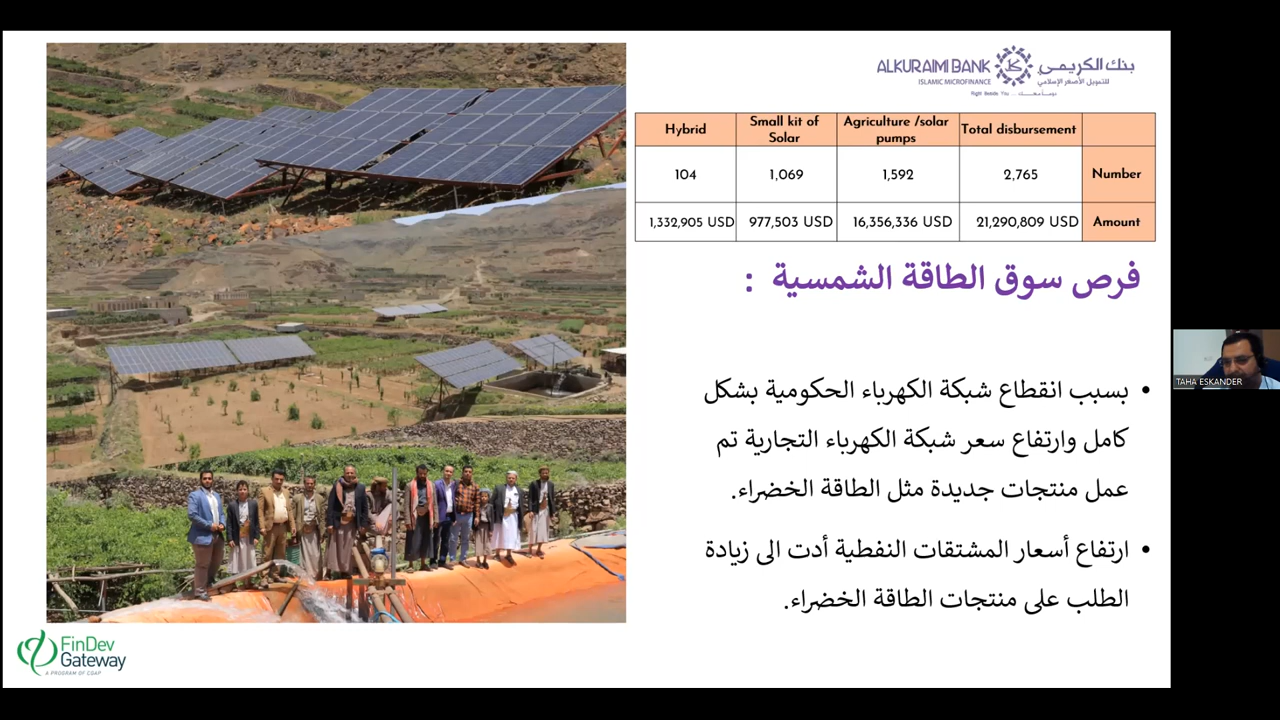 ALKURAIMI BANK بنك الكريمي
ISLAMIC MICROFINANCE للتمويل الأصغر الإسلامي
Hybrid Small kit of Solar Agriculture /solar pumps Total disbursement
104 1,069 1,592 2,765 Number
1,332,905 USD 977,503 USD 16,356,336 USD 21,290,809 USD Amount
فرص سوق الطاقة الشمسية :
• بسبب انقطاع شبكة الكهرباء الحكومية بشكل
كامل وارتفاع سعر شبكة الكهرباء التجارية تم
عمل منتجات جديدة مثل الطاقة الخضراء.
• ارتفاع أسعار المشتقات النفطية أدت الى زيادة
الطلب على منتجات الطاقة الخضراء.
TAHA ESKANDER
FinDev
Gateway
A PROGRAM OF CGAP